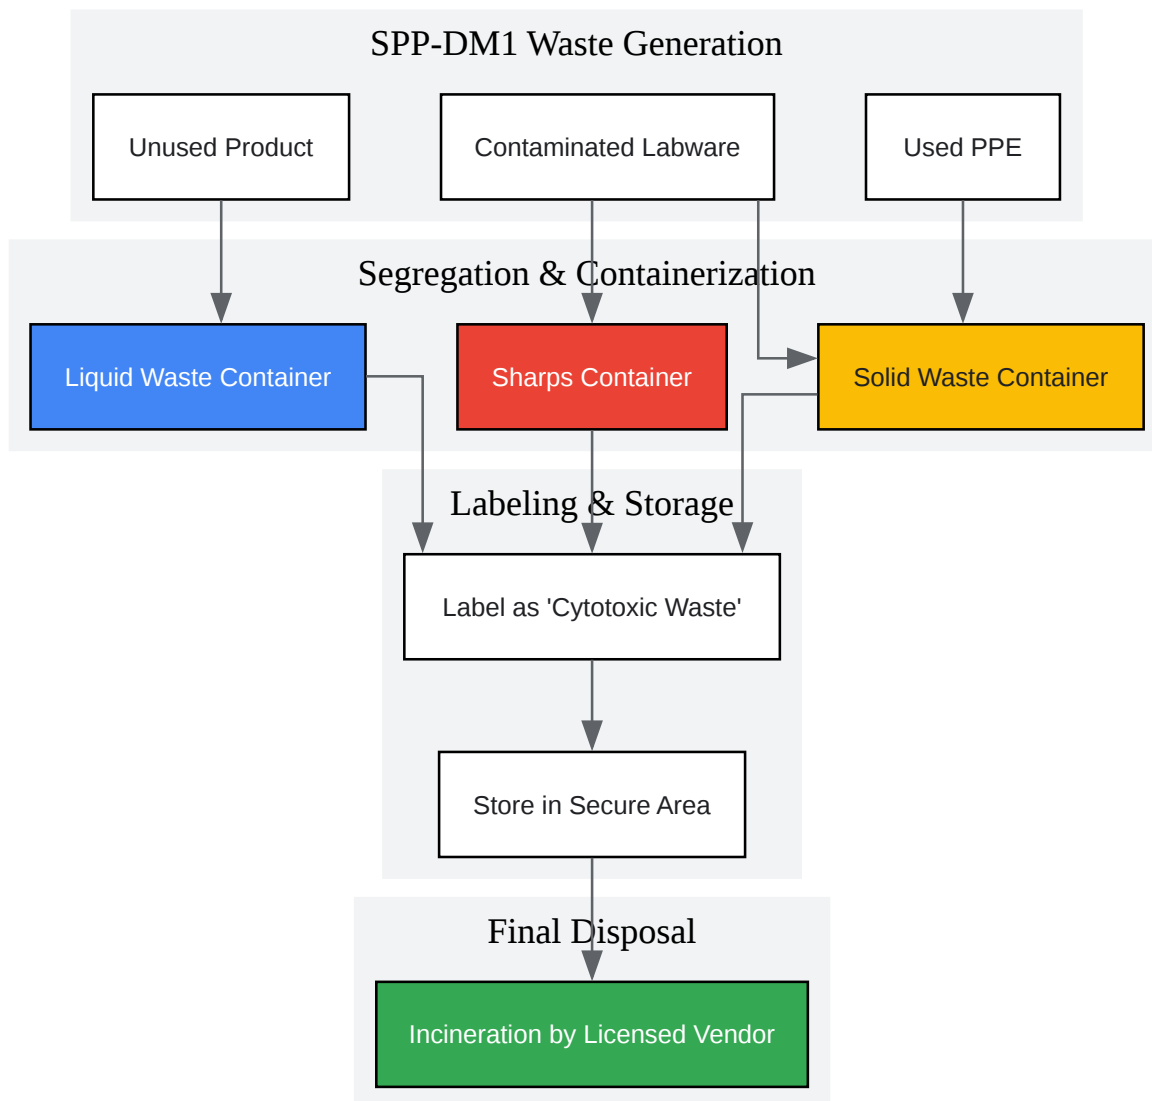 SPP-DM1 Waste Generation
Unused Product
Contaminated Labware
Used PPE
Segregation & Containerization
Liquid Waste Container
Sharps Container
Solid Waste Container
Labeling & Storage
Label as 'Cytotoxic Waste'
Store in Secure Area
Final Disposal
Incineration by Licensed Vendor